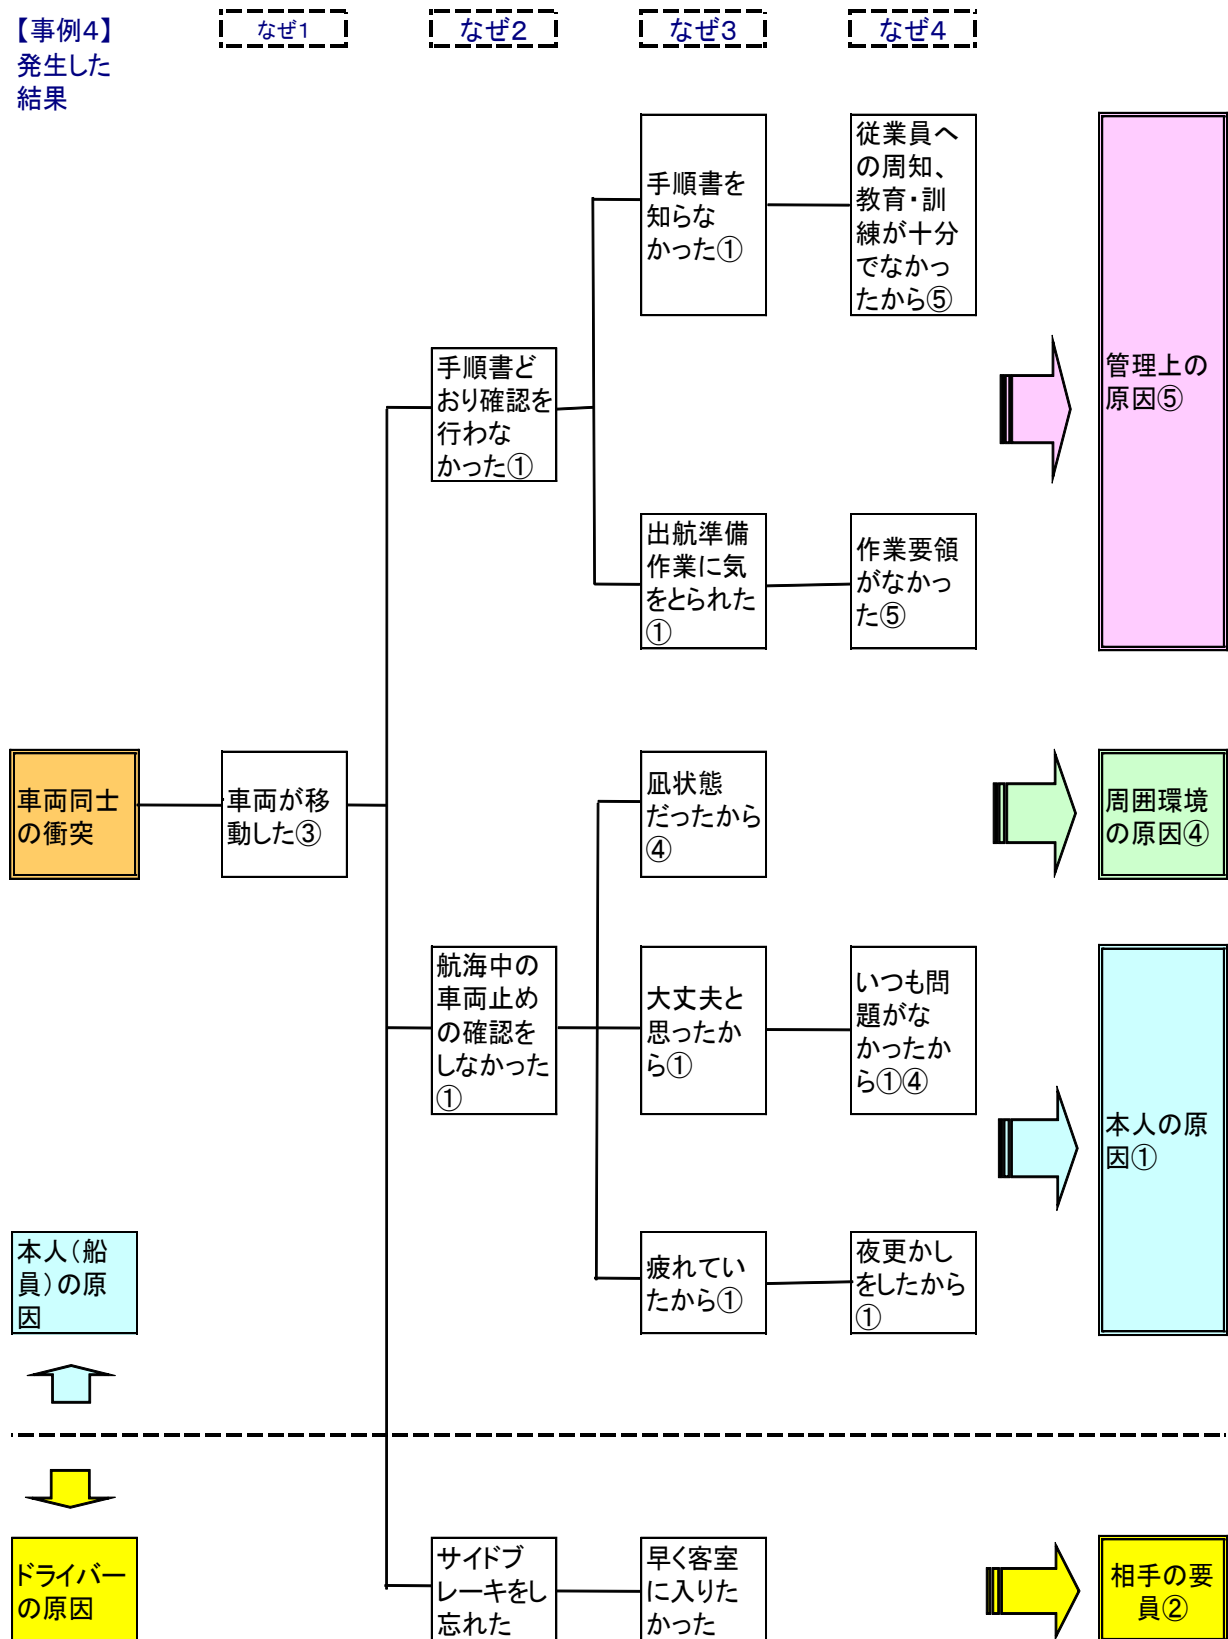 【事例4】
発生した
結果
なぜ1
なぜ2
なぜ3
なぜ4
手順書を
知らな
かった①
従業員へ
の周知、
教育・訓
練が十分
でなかっ
たから⑤
手順書ど
おり確認を
行わな
かった①
管理上の
原因⑤
出航準備
作業に気
をとられた
①
作業要領
がなかっ
た⑤
車両同士
の衝突
車両が移
動した③
凪状態
だったから
④
周囲環境
の原因④
航海中の
車両止め
の確認を
しなかった
①
大丈夫と
思ったか
ら①
いつも問
題がな
かったか
ら①④
本人の原
因①
本人(船
員)の原
因
疲れてい
たから①
夜更かし
をしたから
①
ドライバー
の原因
サイドブ
レーキをし
忘れた
早く客室
に入りた
かった
相手の要
員②